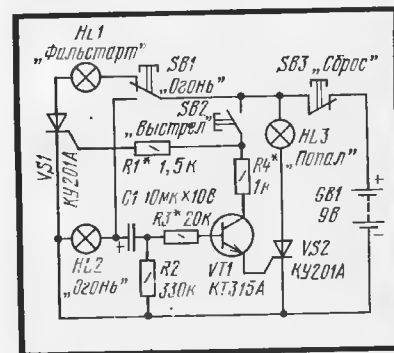 HL1
„Фальстарт"
SB1
„Огонь"
SB3 „Сброс"
SB2
„Выстрел"
VS1
КУ201А
R1* 1,5к
R4*
1к
HL3
„Попал"
GB1
9В
+
−
C1 10мк×10В
R3* 20к
+
HL2
„Огонь"
R2
330к
VT1
КТ315А
VS2
КУ201А